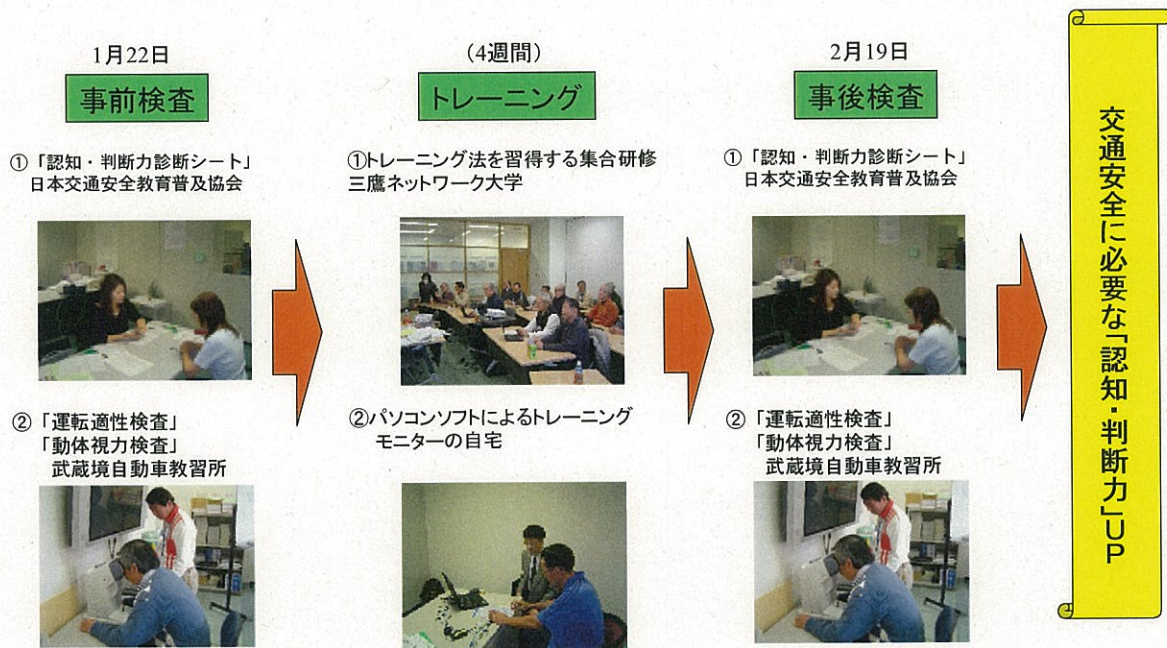 1月22日
事前検査
①「認知・判断力診断シート」
日本交通安全教育普及協会
②「運転適性検査」
「動体視力検査」
武蔵境自動車教習所
(4週間)
トレーニング
①トレーニング法を習得する集合研修
三鷹ネットワーク大学
②パソコンソフトによるトレーニング
モニターの自宅
2月19日
事後検査
①「認知・判断力診断シート」
日本交通安全教育普及協会
②「運転適性検査」
「動体視力検査」
武蔵境自動車教習所
交通安全に必要な「認知・判断力」UP